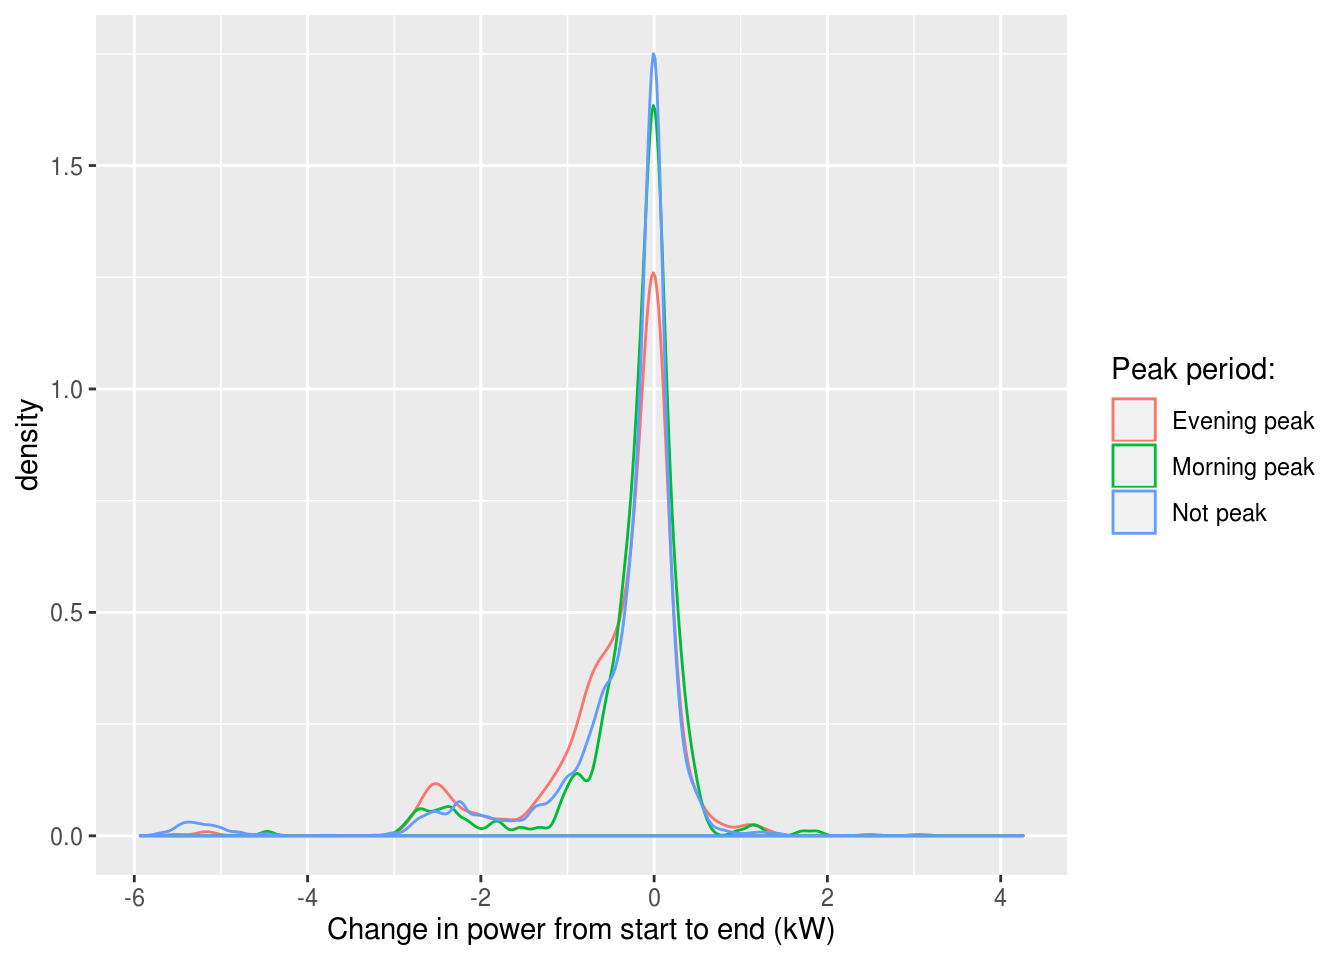 1.5
1.0
0.5
0.0
density
-6 -4 -2 0 2 4
Change in power from start to end (kW)
Peak period:
Evening peak
Morning peak
Not peak